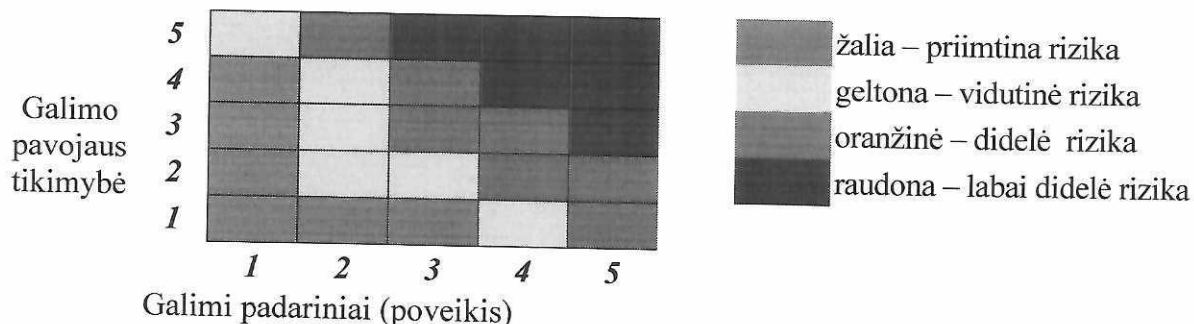 5
4
3
2
1
Galimo
pavojaus
tikimybė
1 2 3 4 5
Galimi padariniai (poveikis)
žalia – priimtina rizika
geltona – vidutinė rizika
oranžinė – didelė rizika
raudona – labai didelė rizika